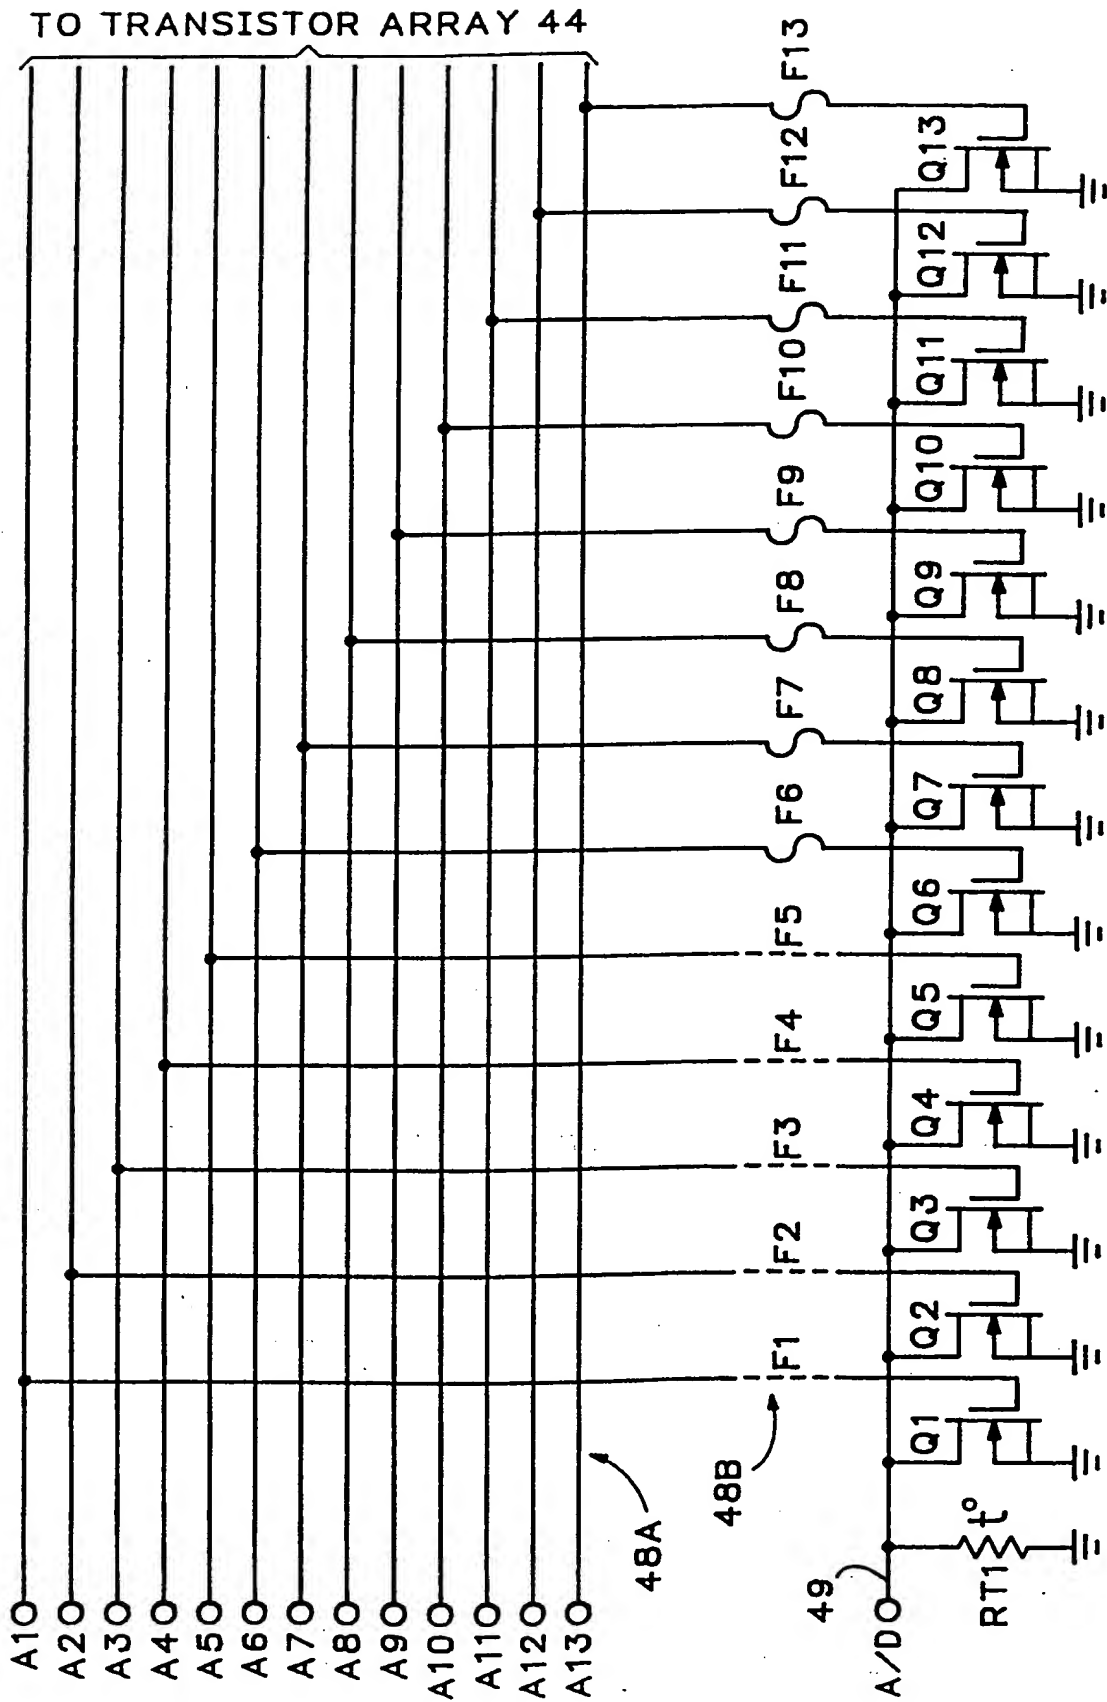 TO TRANSISTOR ARRAY 44
A1
A2
A3
A4
A5
A6
A7
A8
A9
A10
A11
A12
A13
48A
48B
F1
F2
F3
F4
F5
F6
F7
F8
F9
F10
F11
F12
F13
49
A/D
RT1
t°
Q1
Q2
Q3
Q4
Q5
Q6
Q7
Q8
Q9
Q10
Q11
Q12
Q13